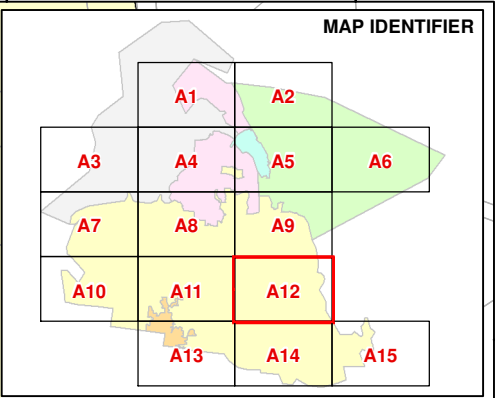 MAP IDENTIFIER
A1 A2
A3 A4 A5 A6
A7 A8 A9
A10 A11 A12
A13 A14 A15